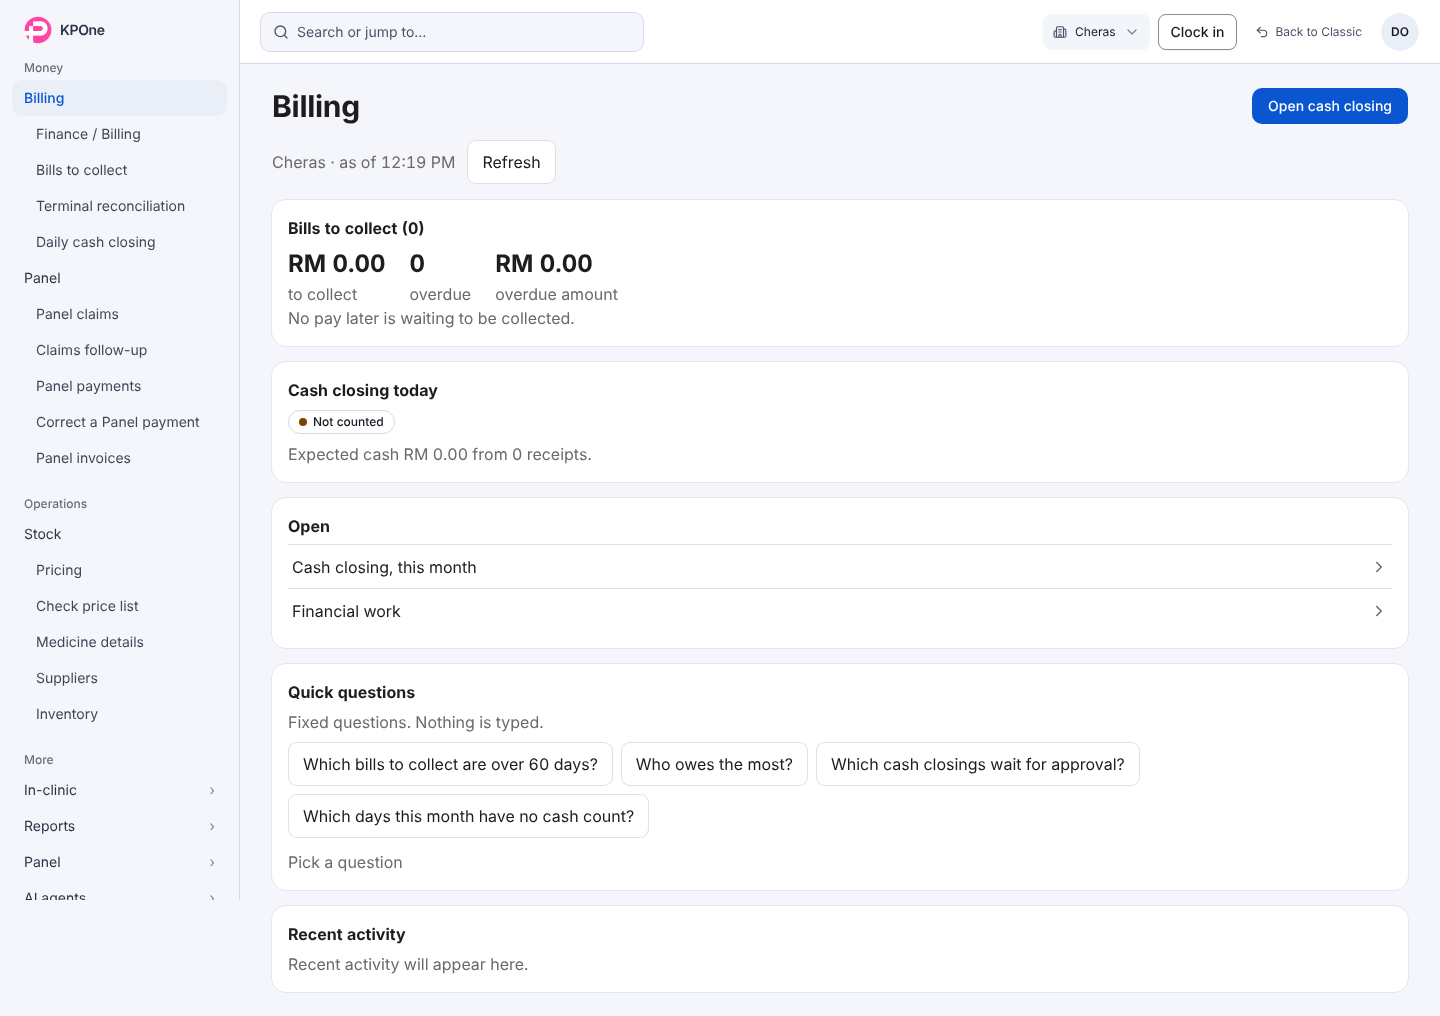 KPOne
Search or jump to...
Cheras
Clock in
Back to Classic
DO
Money
Billing
Finance / Billing
Bills to collect
Terminal reconciliation
Daily cash closing
Panel
Panel claims
Claims follow-up
Panel payments
Correct a Panel payment
Panel invoices
Operations
Stock
Pricing
Check price list
Medicine details
Suppliers
Inventory
More
In-clinic
Reports
Panel
AI agents
Billing
Open cash closing
Cheras · as of 12:19 PM
Refresh
Bills to collect (0)
RM 0.00 0 RM 0.00
to collect overdue overdue amount
No pay later is waiting to be collected.
Cash closing today
Not counted
Expected cash RM 0.00 from 0 receipts.
Open
Cash closing, this month
Financial work
Quick questions
Fixed questions. Nothing is typed.
Which bills to collect are over 60 days? Who owes the most? Which cash closings wait for approval?
Which days this month have no cash count?
Pick a question
Recent activity
Recent activity will appear here.